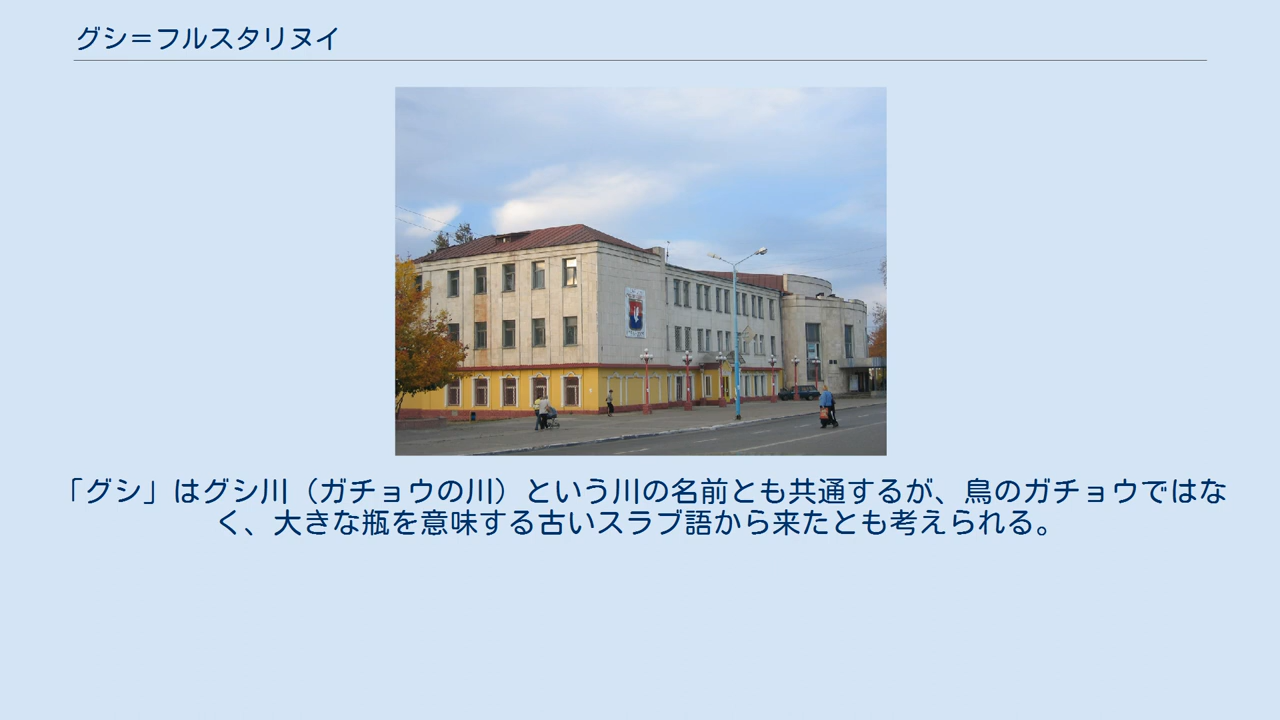 グシ＝フルスタリヌイ
「グシ」はグシ川（ガチョウの川）という川の名前とも共通するが、鳥のガチョウではな
く、大きな瓶を意味する古いスラブ語から来たとも考えられる。